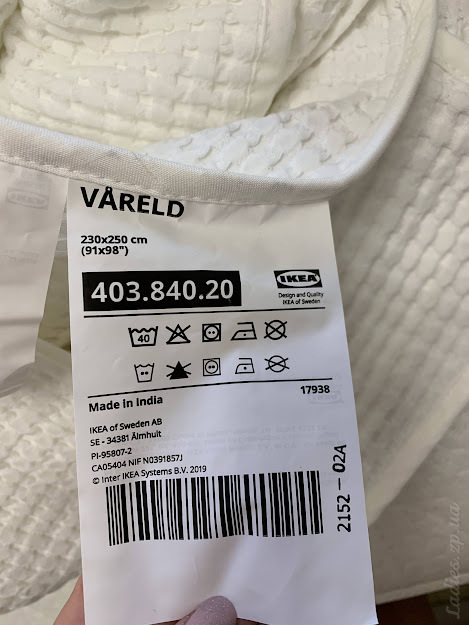 VÅRELD
230x250 cm
(91x98")
403.840.20
IKEA
Design and Quality
IKEA of Sweden
40
17938
Made in India
IKEA of Sweden AB
SE - 34381 Älmhult
PI-95807-2
CA05404 NIF N0391857J
© Inter IKEA Systems B.V. 2019
2152 - 02A
Ladies.zp.ua